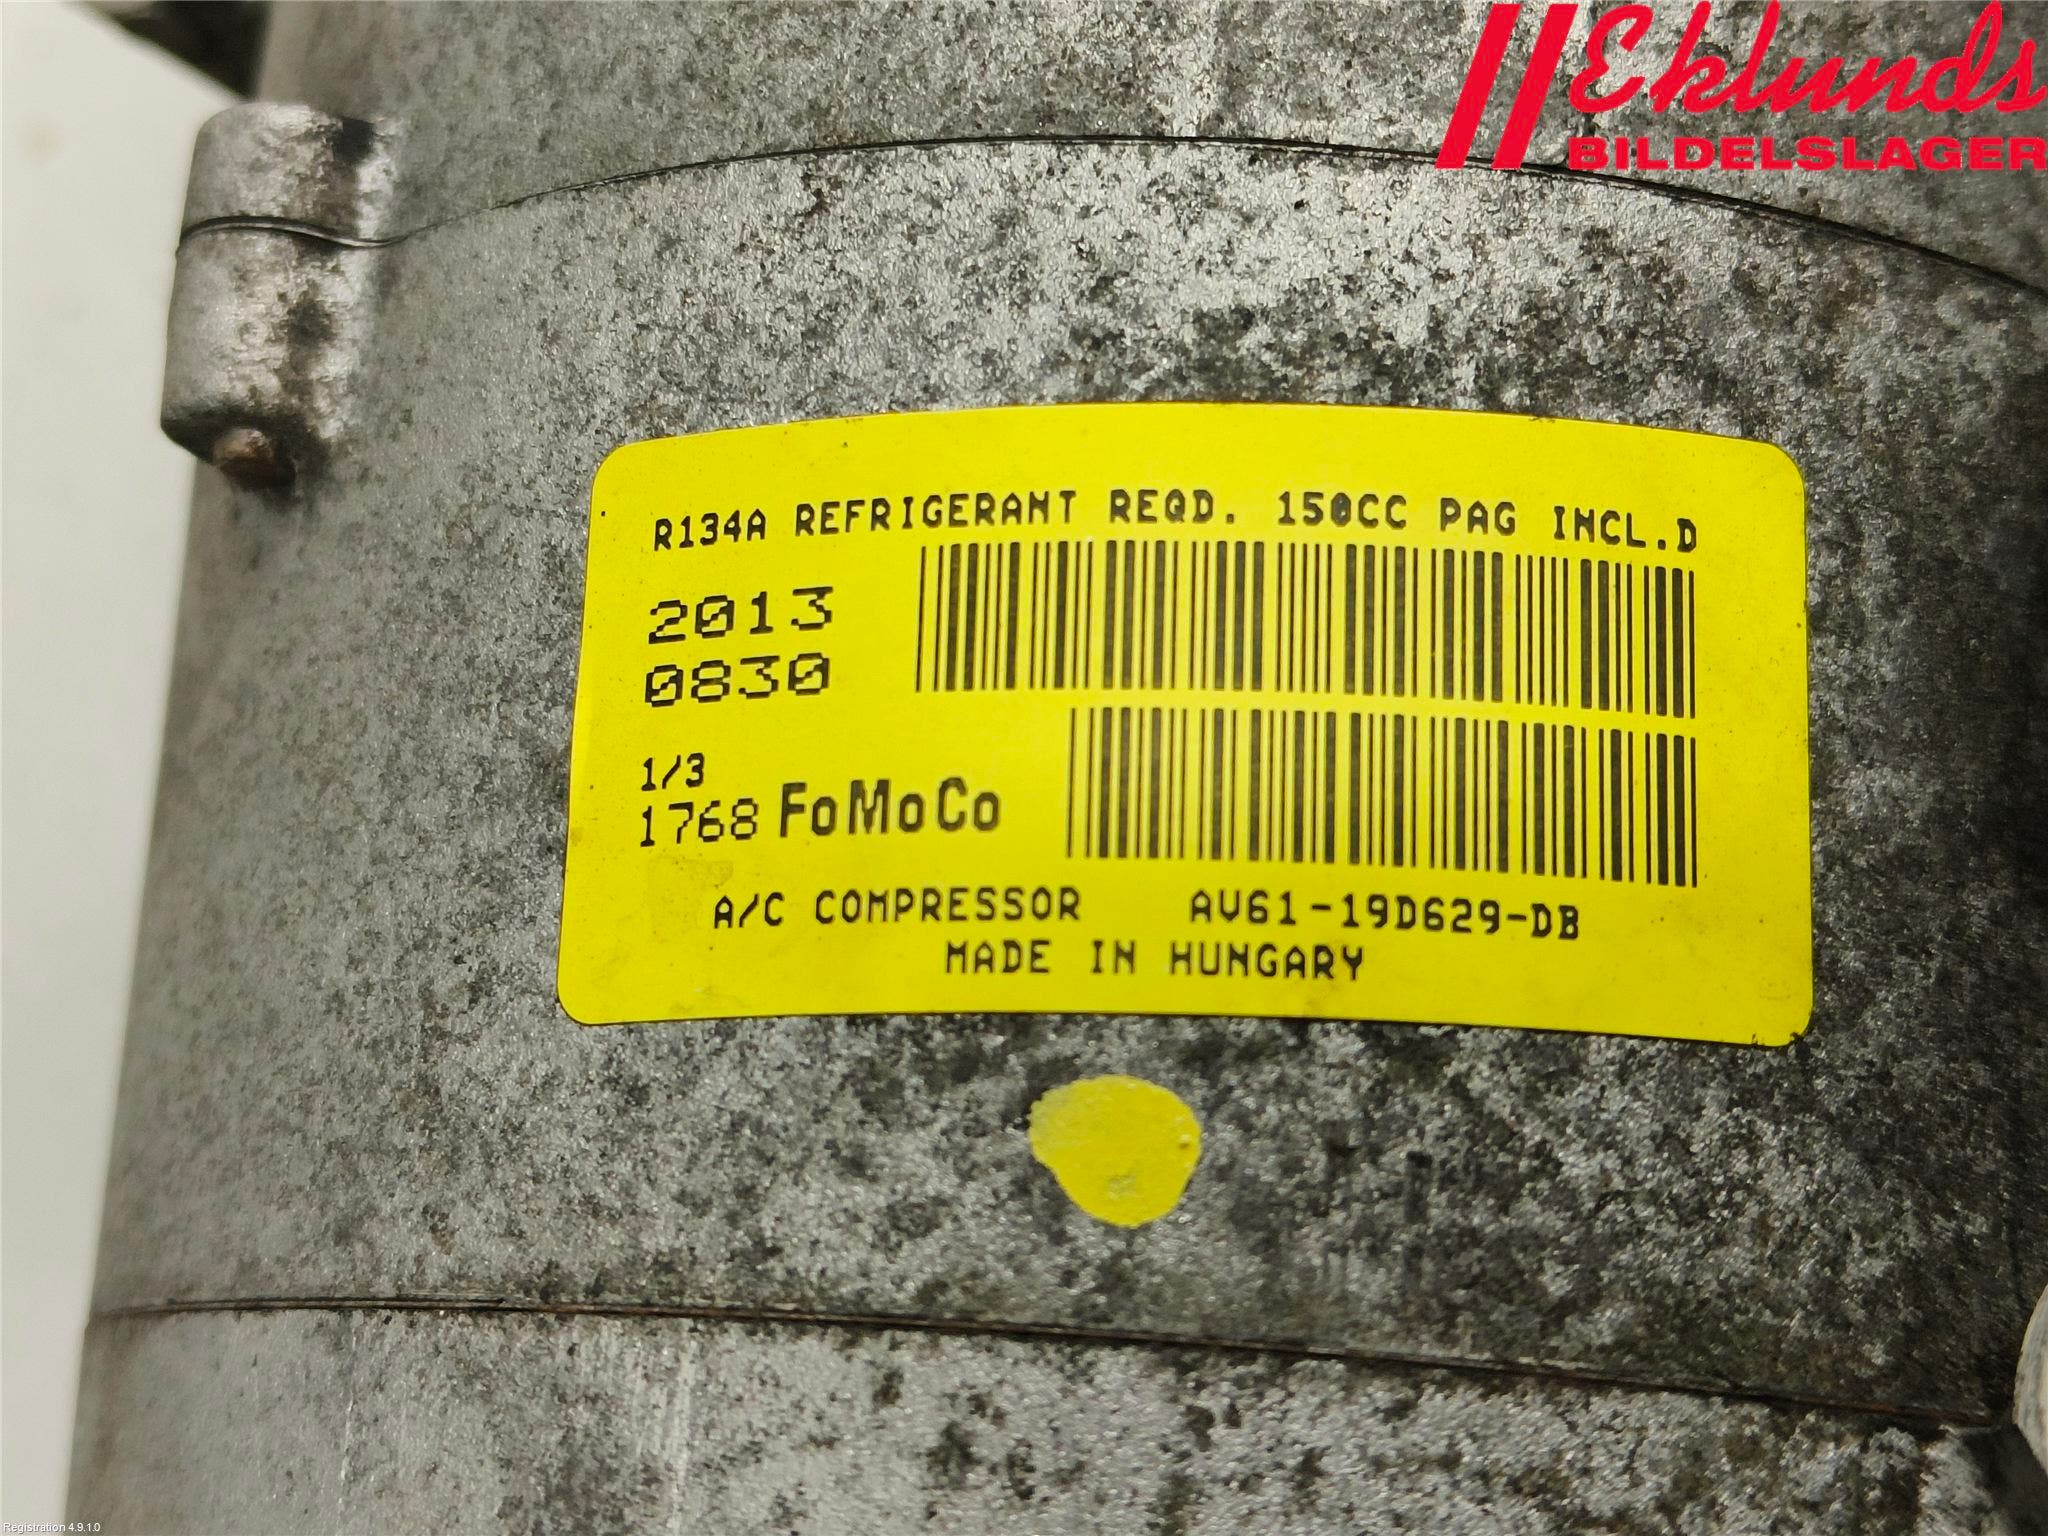 Eklunds
BILDELSLAGER
R134A REFRIGERANT REQD. 150CC PAG INCL.D
2013
0830
1/3
1768 FoMoCo
A/C COMPRESSOR AV61-19D629-DB
MADE IN HUNGARY
Registration 4.9.1.0